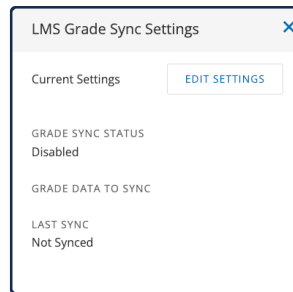 LMS Grade Sync Settings
Current Settings
EDIT SETTINGS
GRADE SYNC STATUS
Disabled
GRADE DATA TO SYNC
LAST SYNC
Not Synced